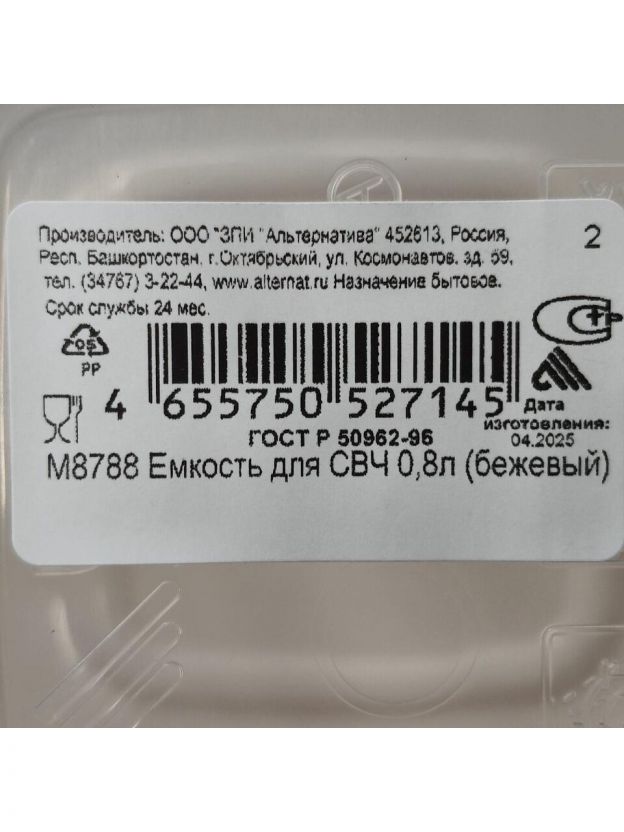 Производитель: ООО "ЗПИ "Альтернатива" 452613, Россия,
2
Респ. Башкортостан. г.Октябрьский, ул. Космонавтов. зд. 69,
тел. (34767) 3-22-44, www.alternat.ru Назначение бытовое.
Срок службы 24 мес.
05
PP
4 655750 527145
Дата
изготовления:
04.2025
ГОСТ Р 50962-96
М8788 Емкость для СВЧ 0,8л (бежевый)